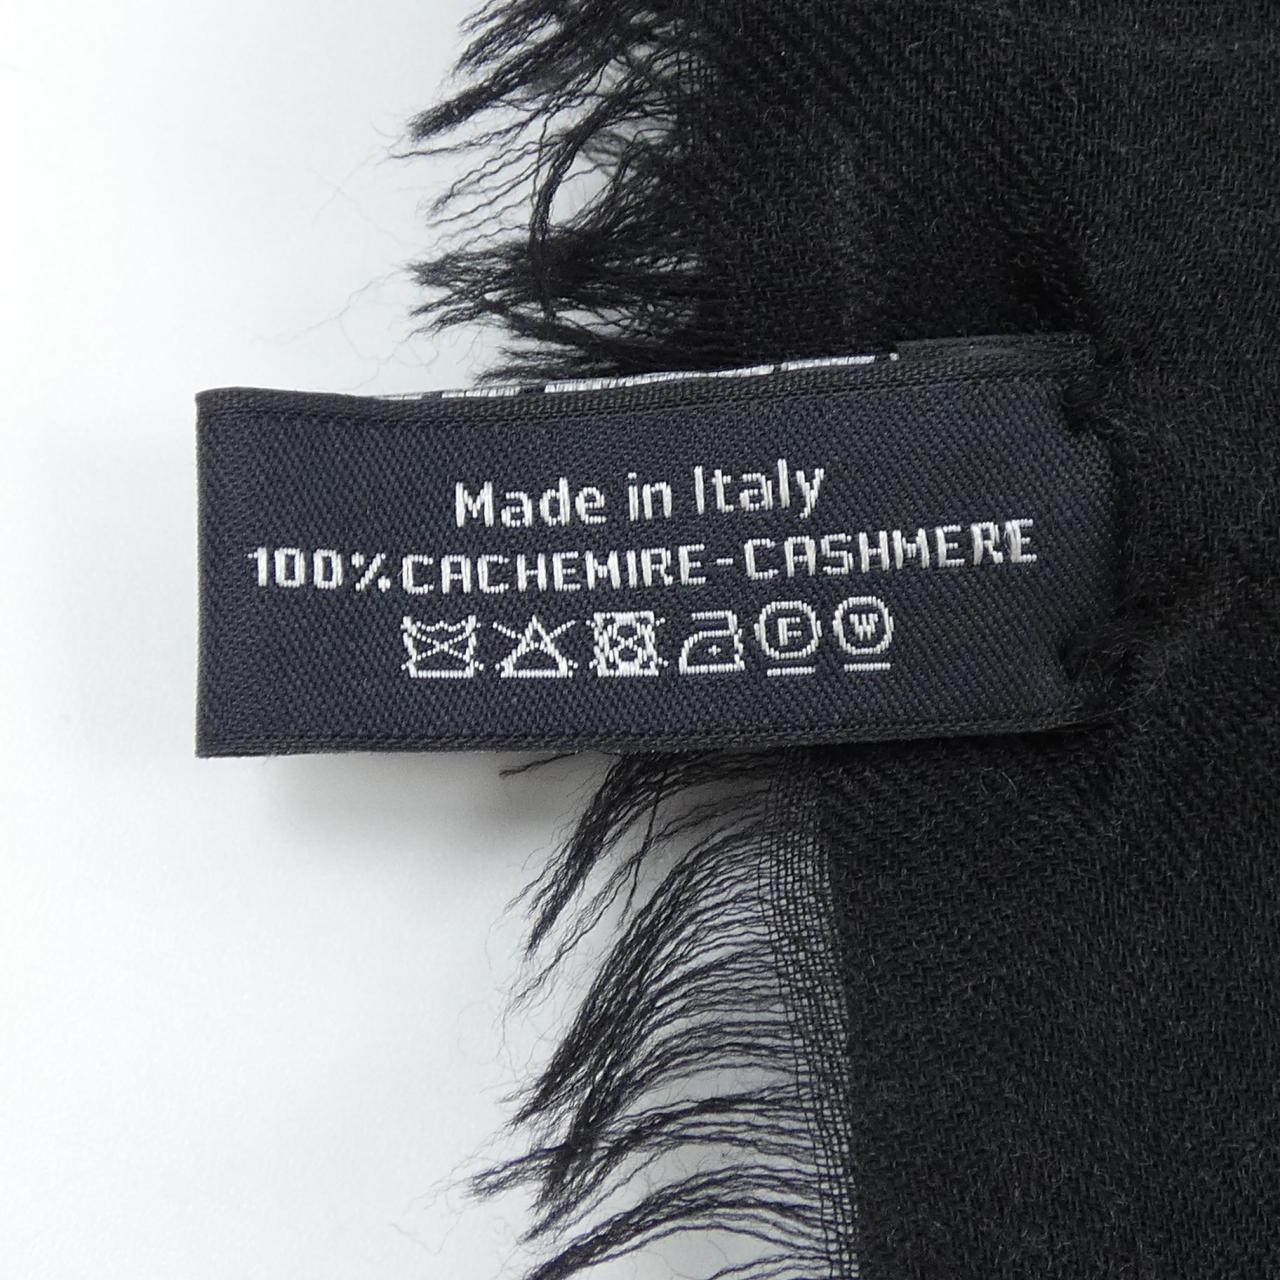 Made in Italy
100% CACHEMIRE-CASHMERE
F W